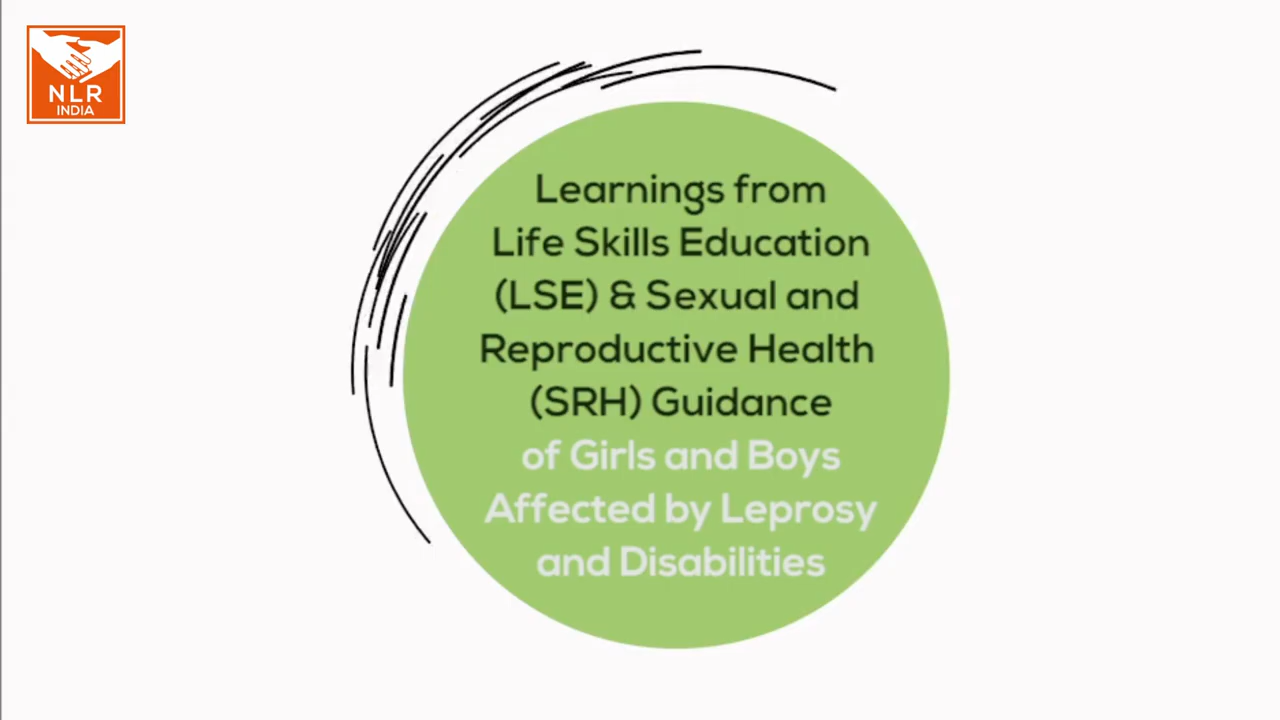 NLR
INDIA
Learnings from
Life Skills Education
(LSE) & Sexual and
Reproductive Health
(SRH) Guidance
of Girls and Boys
Affected by Leprosy
and Disabilities